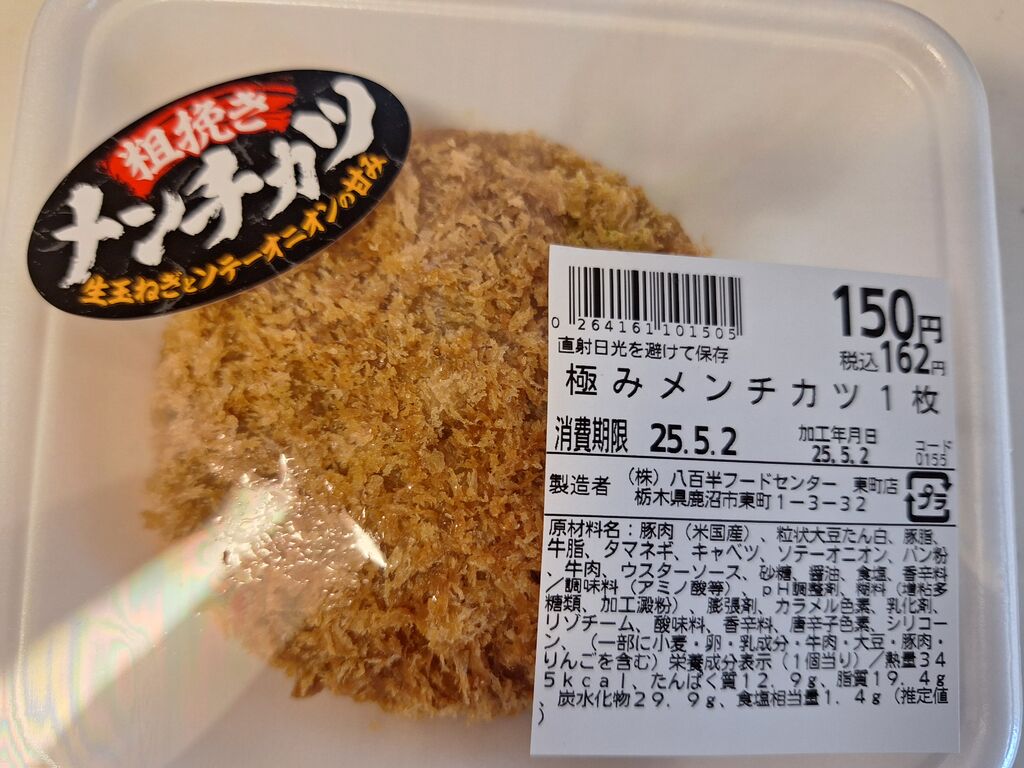 粗挽き
メンチカツ
生玉ねぎとソテーオニオンの甘み
0 264161 101505
150円
直射日光を避けて保存
税込162円
極みメンチカツ1枚
消費期限 25.5.2
加工年月日
25.5.2
コード
0155
製造者 (株)八百半フードセンター 東町店
栃木県鹿沼市東町1-3-32
プラ
原材料名:豚肉(米国産)、粒状大豆たん白、豚脂、
牛脂、タマネギ、キャベツ、ソテーオニオン、パン粉
、牛肉、ウスターソース、砂糖、醤油、食塩、香辛料
/調味料(アミノ酸等)、pH調整剤、糊料(増粘多
糖類、加工澱粉)、膨張剤、カラメル色素、乳化剤、
リゾチーム、酸味料、香辛料、唐辛子色素、シリコー
ン、(一部に小麦・卵・乳成分・牛肉・大豆・豚肉・
りんごを含む)栄養成分表示(1個当り)/熱量34
5kcal、たんぱく質12.9g、脂質19.4g
炭水化物29.9g、食塩相当量1.4g(推定値
)